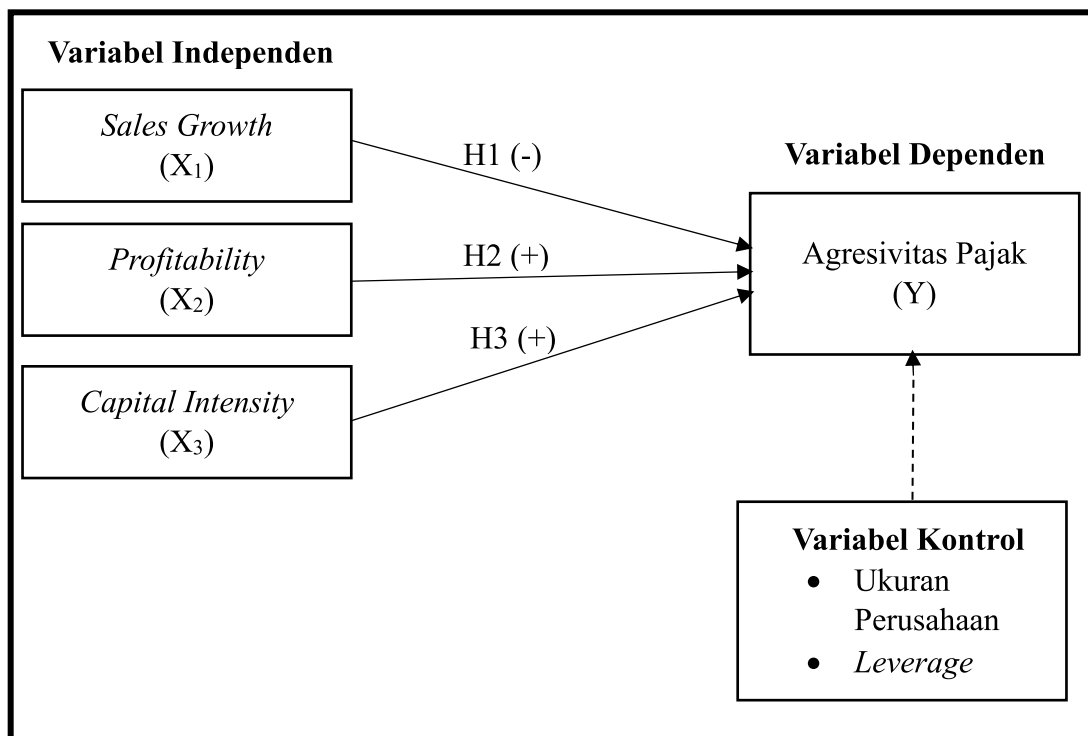 Variabel Independen
Sales Growth
(X₁)
H1 (-)
Variabel Dependen
Profitability
(X₂)
H2 (+)
Agresivitas Pajak
(Y)
H3 (+)
Capital Intensity
(X₃)
Variabel Kontrol
• Ukuran
Perusahaan
• Leverage